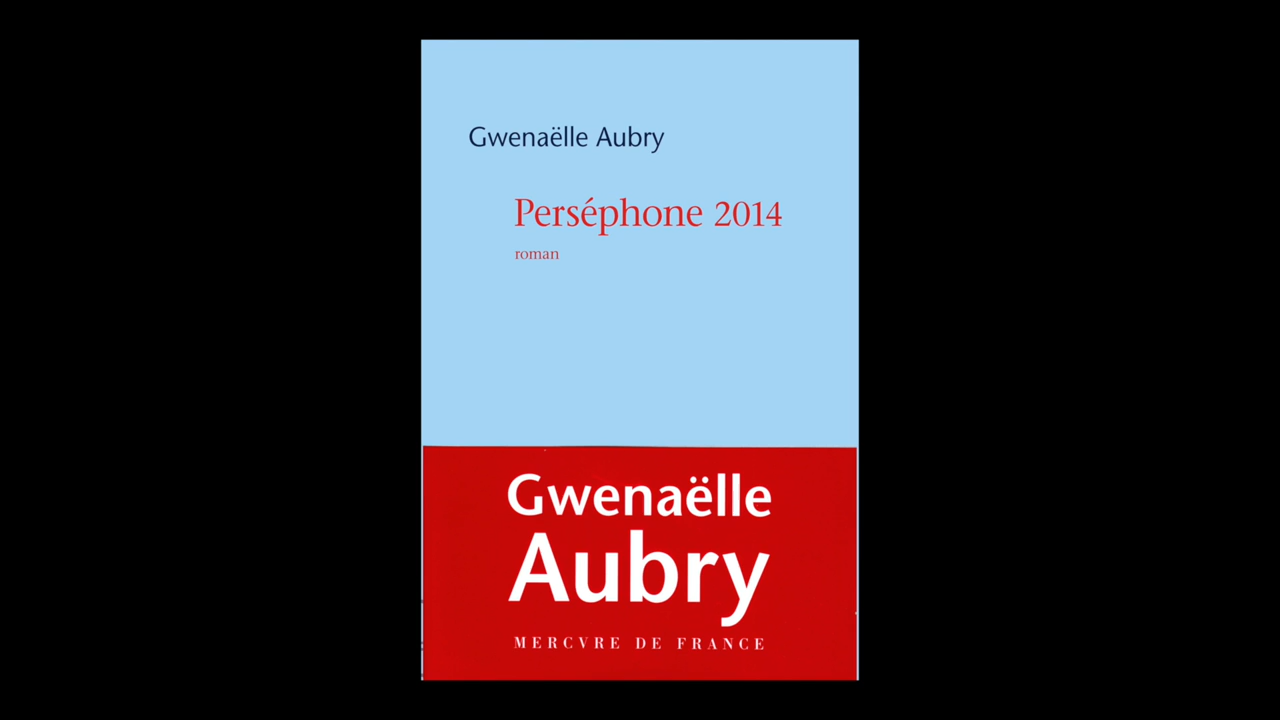 Gwenaëlle Aubry
Perséphone 2014
roman
Gwenaëlle
Aubry
MERCVRE DE FRANCE